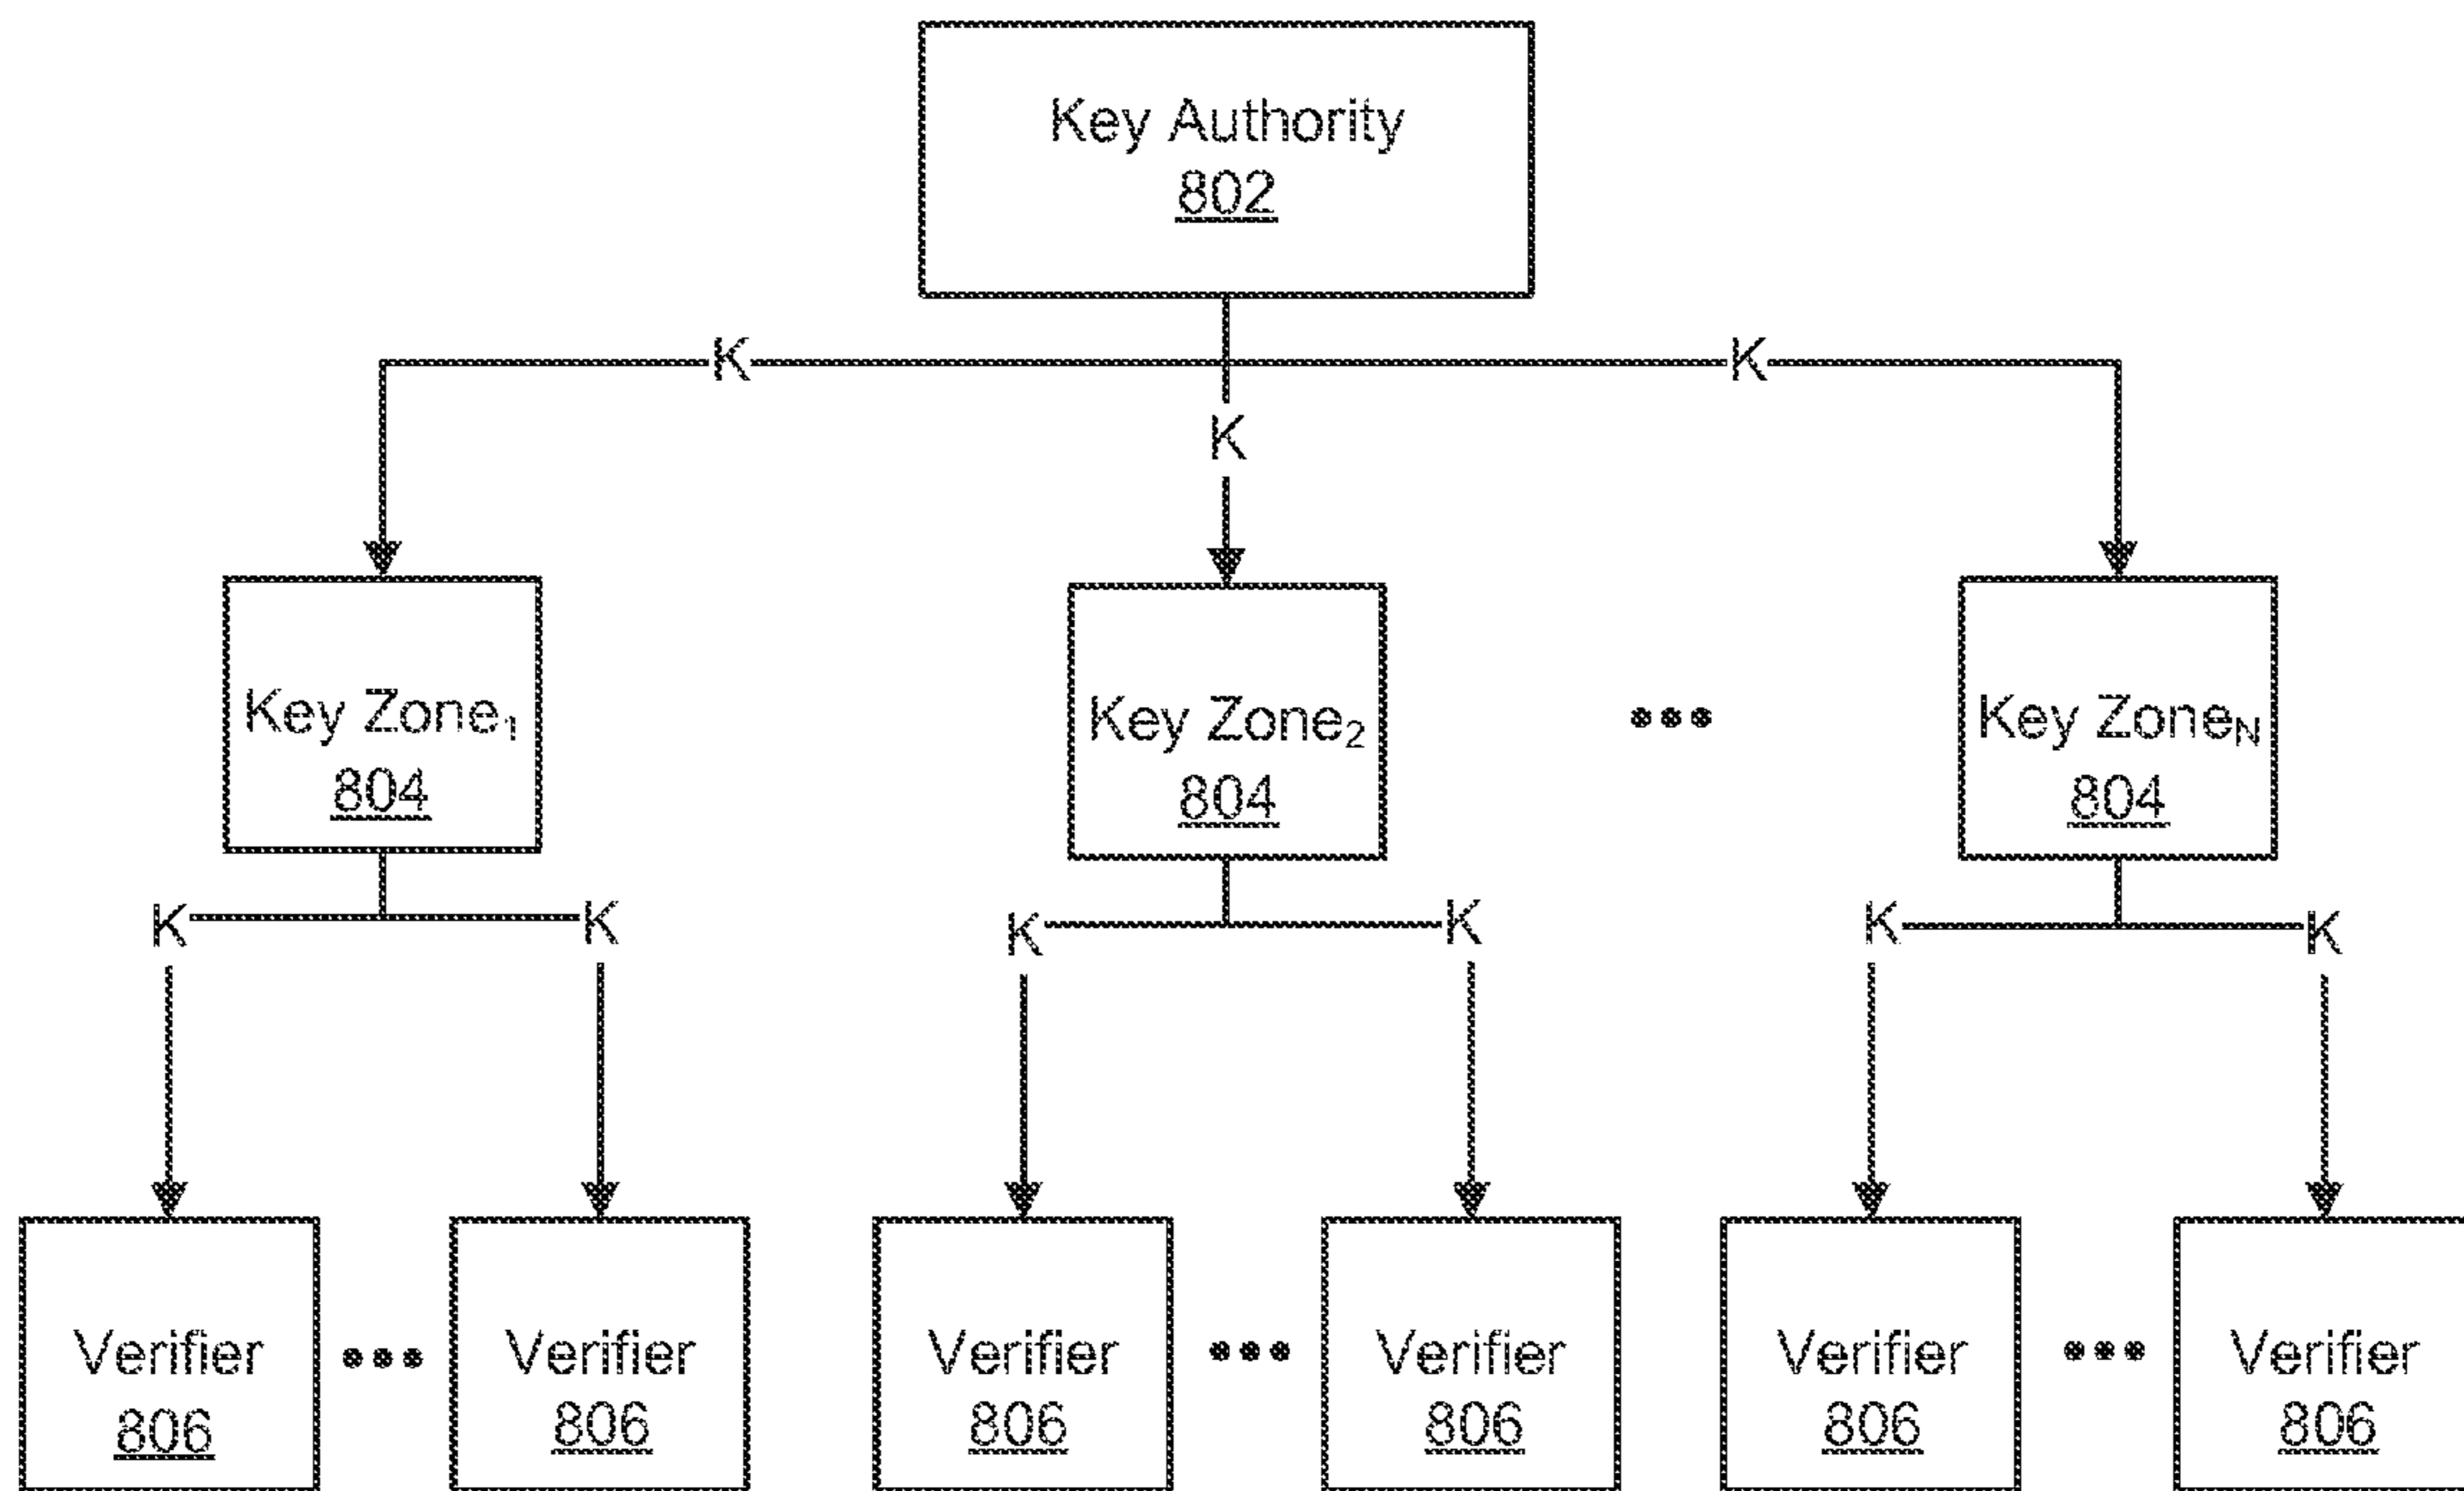 Key Authority
802
K
K
K
Key Zone₁
804
Key Zone₂
804
•••
Key Zone_N
804
K
K
K
K
K
K
Verifier
806
•••
Verifier
806
Verifier
806
•••
Verifier
806
Verifier
806
•••
Verifier
806